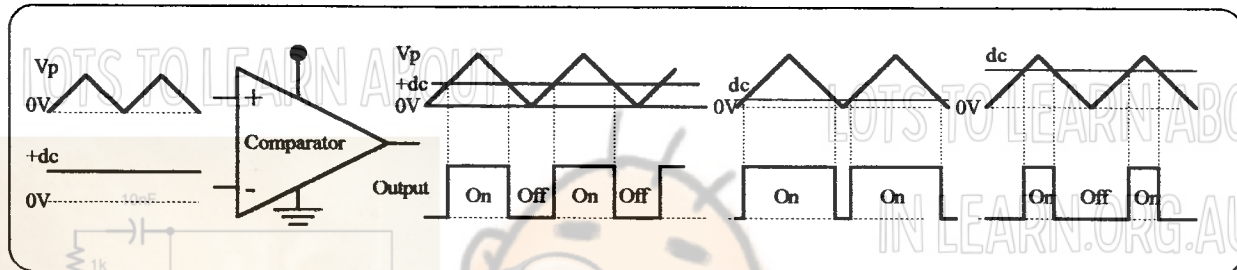 LOTS TO LEARN ABOUT
Vp
0V
+dc
0V
+
-
Comparator
Output
Vp
+dc
0V
On
Off
On
Off
dc
0V
On
On
dc
0V
On
Off
On
LOTS TO LEARN ABO
IN LEARN.ORG.AU
10nF
1k